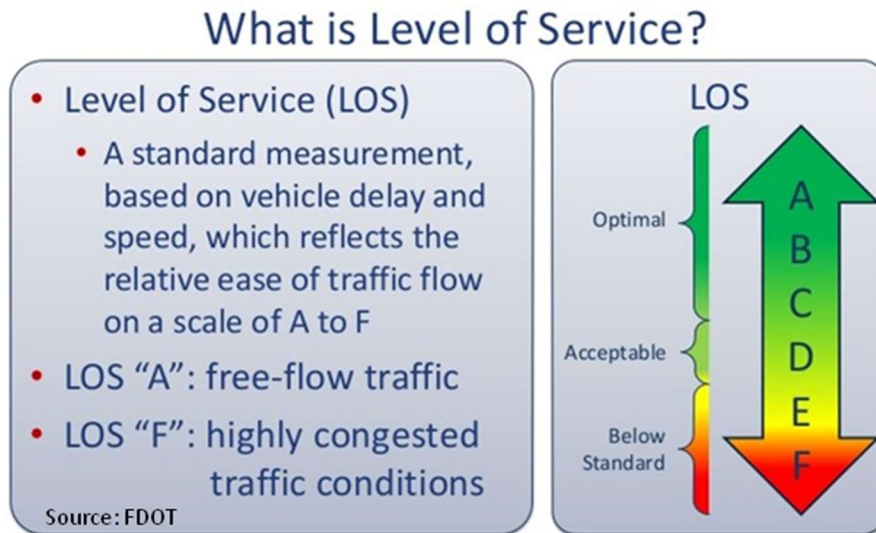 What is Level of Service?
• Level of Service (LOS)
• A standard measurement,
based on vehicle delay and
speed, which reflects the
relative ease of traffic flow
on a scale of A to F
• LOS “A”: free-flow traffic
• LOS “F”: highly congested
traffic conditions
Source: FDOT
LOS
Optimal
Acceptable
Below
Standard
A
B
C
D
E
F